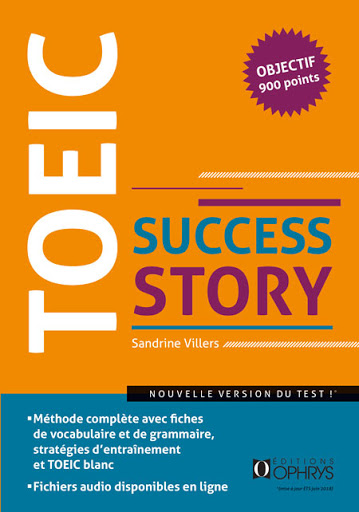 TOEIC
OBJECTIF
900 points
SUCCESS
STORY
Sandrine Villers
NOUVELLE VERSION DU TEST !*
▪Méthode complète avec fiches
de vocabulaire et de grammaire,
stratégies d'entraînement
et TOEIC blanc
▪Fichiers audio disponibles en ligne
ÉDITIONS
OPHRYS